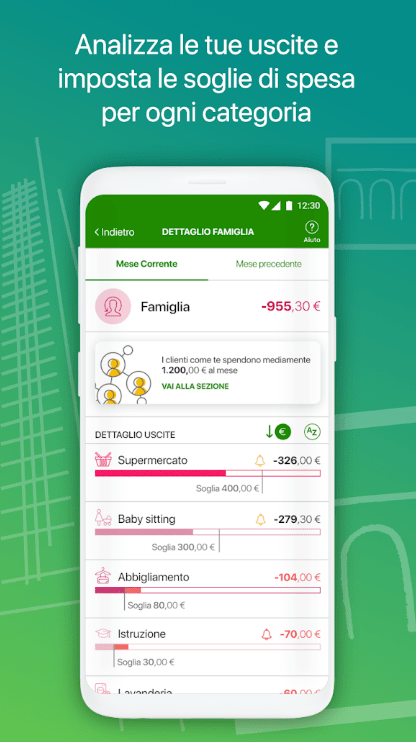 Analizza le tue uscite e
imposta le soglie di spesa
per ogni categoria
12:30
Indietro
DETTAGLIO FAMIGLIA
?
Aiuto
Mese Corrente
Mese precedente
Famiglia
-955,30 €
I clienti come te spendono mediamente
1.200,00 € al mese
VAI ALLA SEZIONE
DETTAGLIO USCITE
€
AZ
Supermercato
-326,00 €
Soglia 400,00 €
Baby sitting
-279,30 €
Soglia 300,00 €
Abbigliamento
-104,00 €
Soglia 80,00 €
Istruzione
-70,00 €
Soglia 30,00 €
Lavanderia
-60,00 €